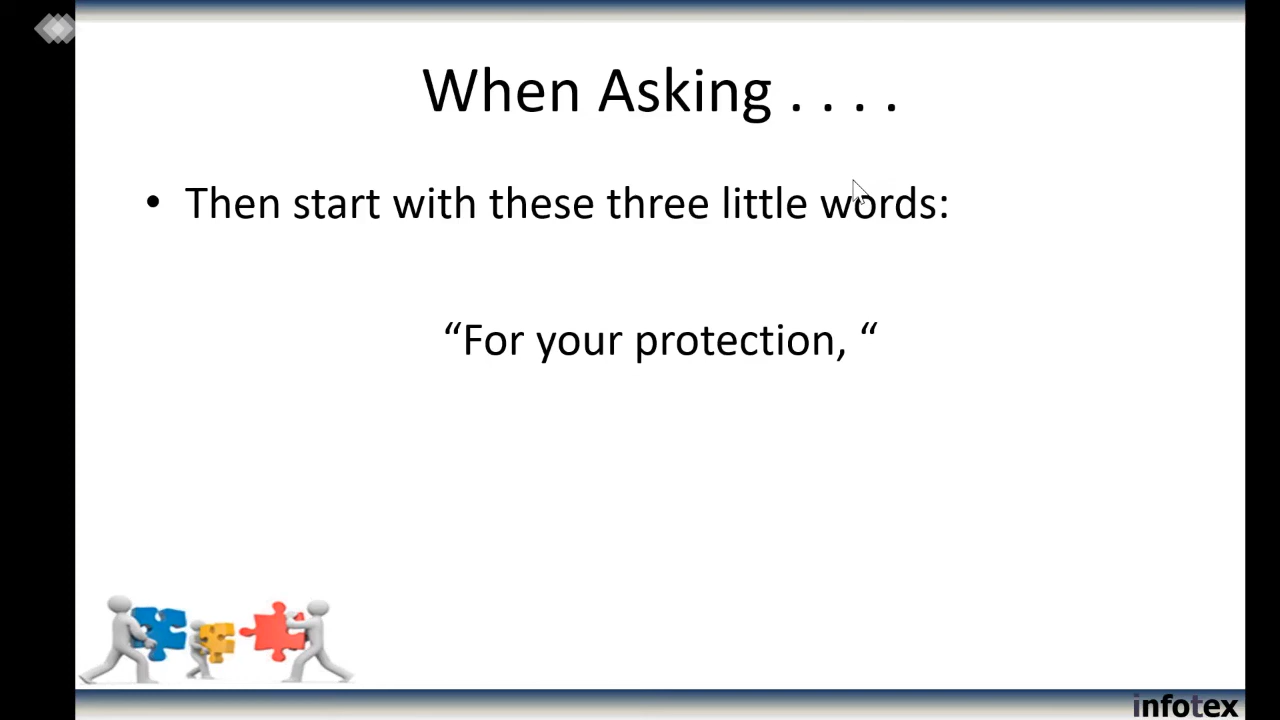 When Asking . . . .
• Then start with these three little words:
“For your protection, “
infotex